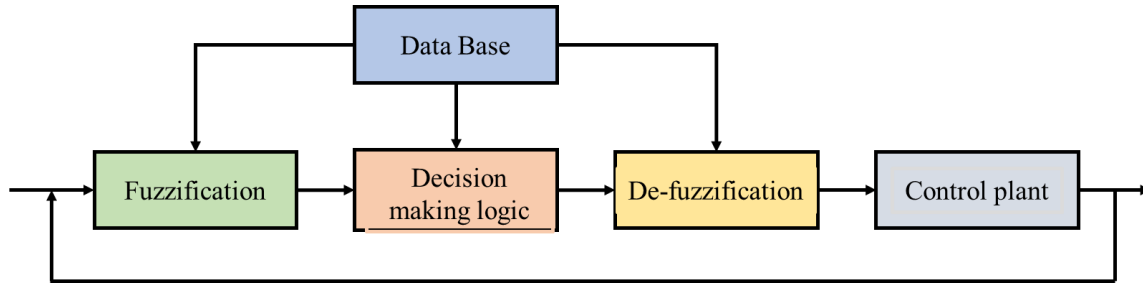 Data Base
Fuzzification
Decision
making logic
De-fuzzification
Control plant